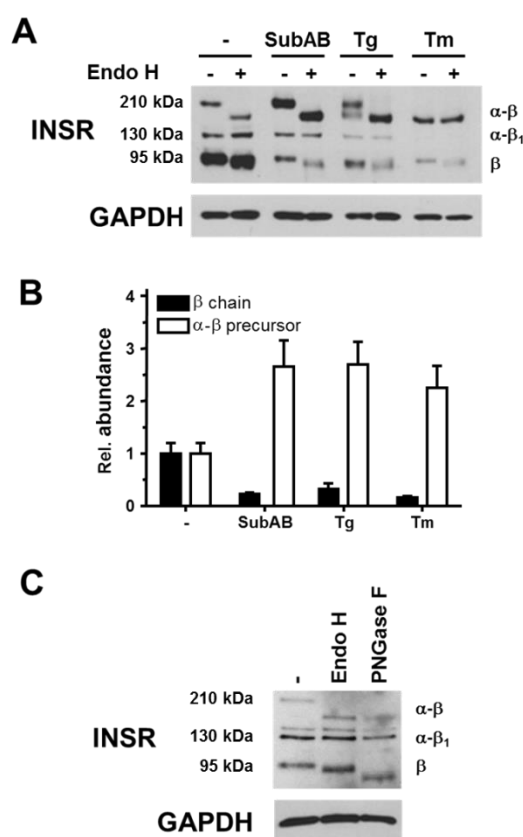 A
- SubAB Tg Tm
Endo H - + - + - + - +
210 kDa
α-β
INSR 130 kDa α-β1
95 kDa β
GAPDH
B
4
3
2
1
0
Rel. abundance
β chain
α-β precursor
- SubAB Tg Tm
C
- Endo H PNGase F
210 kDa
α-β
INSR 130 kDa α-β1
95 kDa β
GAPDH